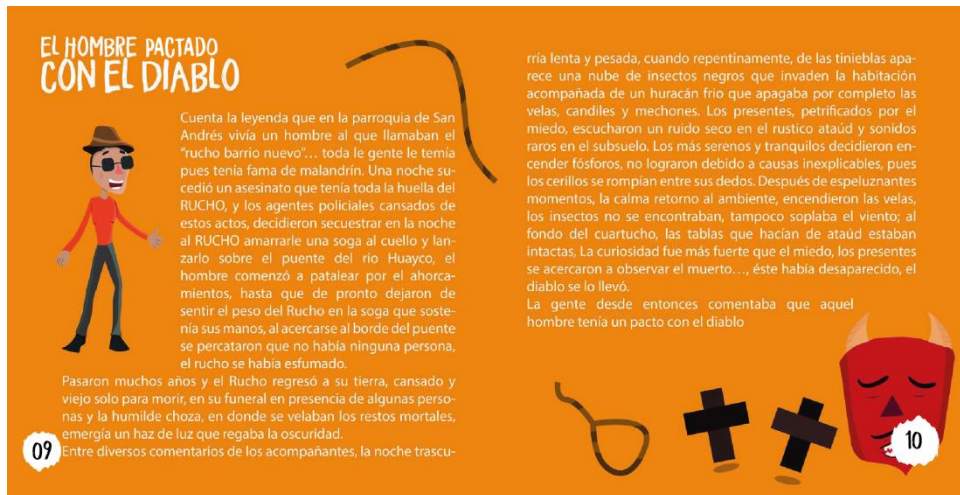 EL HOMBRE PACTADO
CON EL DIABLO
Cuenta la leyenda que en la parroquia de San
Andrés vivía un hombre al que llamaban el
"rucho barrio nuevo"... toda le gente le temía
pues tenía fama de malandrín. Una noche su-
cedió un asesinato que tenía toda la huella del
RUCHO, y los agentes policiales cansados de
estos actos, decidieron secuestrar en la noche
al RUCHO amarrarle una soga al cuello y lan-
zarlo sobre el puente del rio Huayco, el
hombre comenzó a patalear por el ahorca-
mientos, hasta que de pronto dejaron de
sentir el peso del Rucho en la soga que soste-
nía sus manos, al acercarse al borde del puente
se percataron que no había ninguna persona,
el rucho se había esfumado.
Pasaron muchos años y el Rucho regresó a su tierra, cansado y
viejo solo para morir, en su funeral en presencia de algunas perso-
nas y la humilde choza, en donde se velaban los restos mortales,
emergía un haz de luz que regaba la oscuridad.
Entre diversos comentarios de los acompañantes, la noche trascu-
09
rría lenta y pesada, cuando repentinamente, de las tinieblas apa-
rece una nube de insectos negros que invaden la habitación
acompañada de un huracán frio que apagaba por completo las
velas, candiles y mechones. Los presentes, petrificados por el
miedo, escucharon un ruido seco en el rustico ataúd y sonidos
raros en el subsuelo. Los más serenos y tranquilos decidieron en-
cender fósforos, no lograron debido a causas inexplicables, pues
los cerillos se rompían entre sus dedos. Después de espeluznantes
momentos, la calma retorno al ambiente, encendieron las velas,
los insectos no se encontraban, tampoco soplaba el viento; al
fondo del cuartucho, las tablas que hacían de ataúd estaban
intactas, La curiosidad fue más fuerte que el miedo, los presentes
se acercaron a observar el muerto..., éste había desaparecido, el
diablo se lo llevó.
La gente desde entonces comentaba que aquel
hombre tenía un pacto con el diablo
10